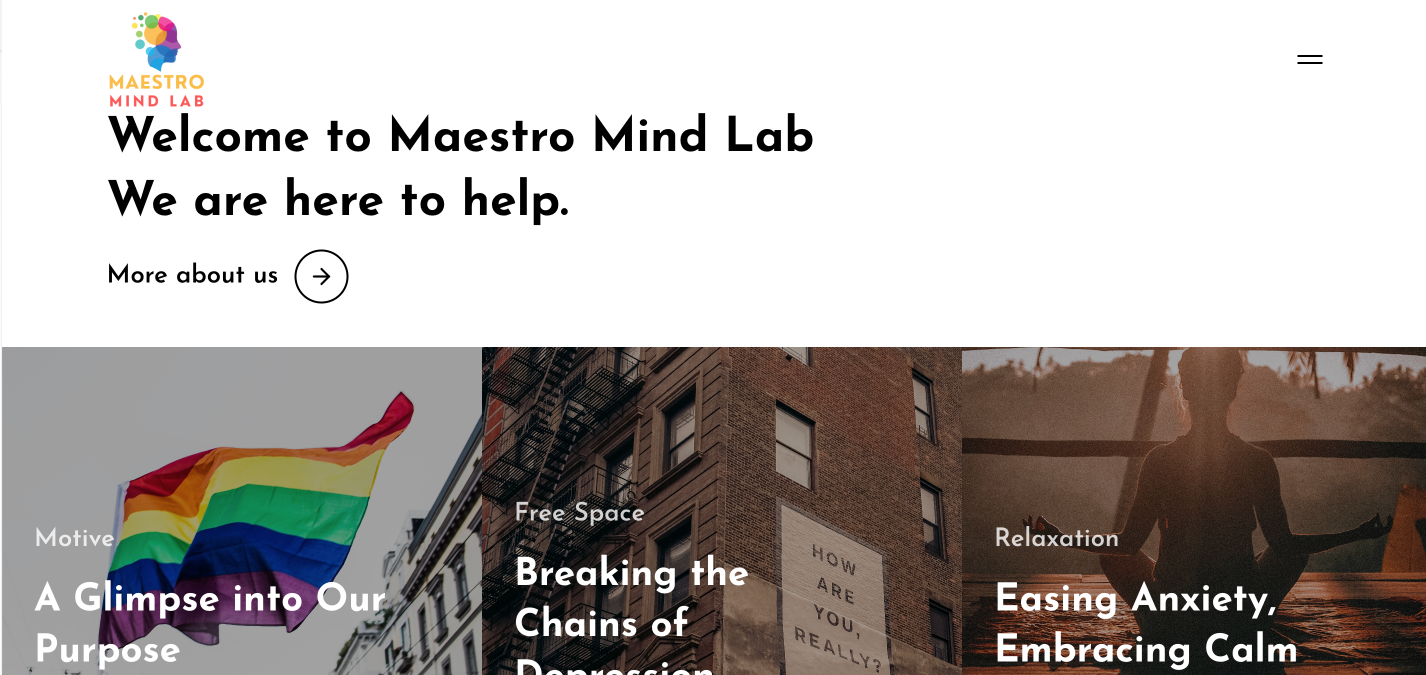 MAESTRO
MIND LAB
Welcome to Maestro Mind Lab
We are here to help.
More about us
Motive
A Glimpse into Our
Purpose
Free Space
Breaking the
Chains of
Depression
HOW
ARE
YOU,
REALLY?
Relaxation
Easing Anxiety,
Embracing Calm